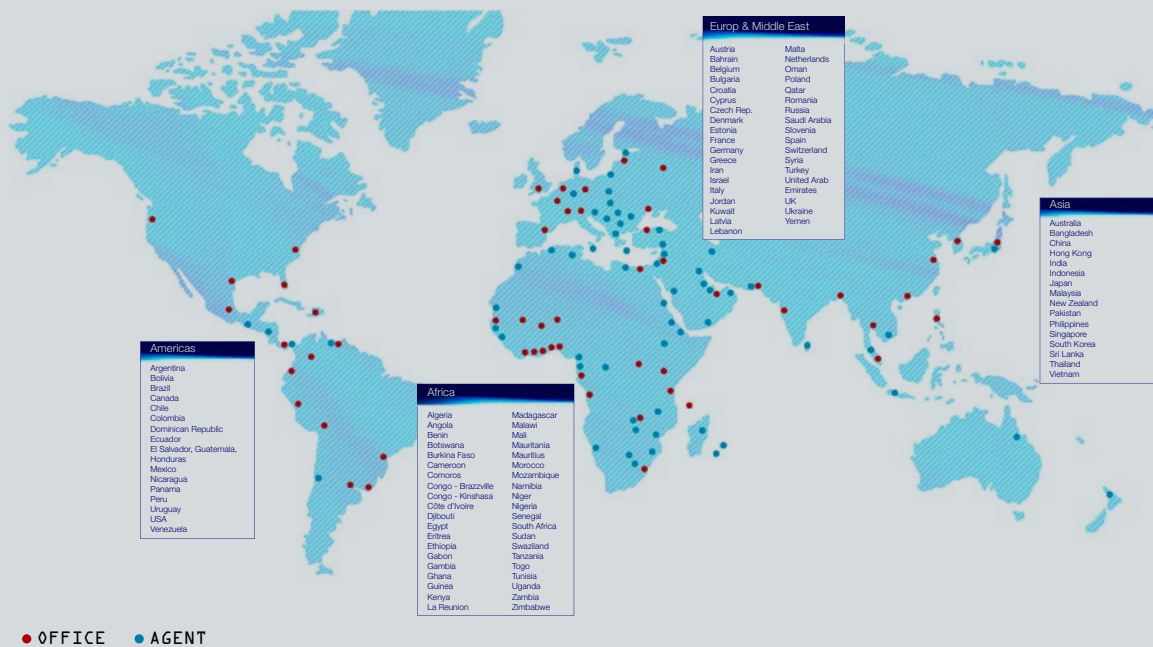 Europ & Middle East
Austria
Bahrain
Belgium
Bulgaria
Croatia
Cyprus
Czech Rep.
Denmark
Estonia
France
Germany
Greece
Iran
Israel
Italy
Jordan
Kuwait
Latvia
Lebanon
Malta
Netherlands
Oman
Poland
Qatar
Romania
Russia
Saudi Arabia
Slovenia
Spain
Switzerland
Syria
Turkey
United Arab
Emirates
UK
Ukraine
Yemen
Asia
Australia
Bangladesh
China
Hong Kong
India
Indonesia
Japan
Malaysia
New Zealand
Pakistan
Philippines
Singapore
South Korea
Sri Lanka
Thailand
Vietnam
Americas
Argentina
Bolivia
Brazil
Canada
Chile
Colombia
Dominican Republic
Ecuador
El Salvador, Guatemala,
Honduras
Mexico
Nicaragua
Panama
Peru
Uruguay
USA
Venezuela
Africa
Algeria
Angola
Benin
Botswana
Burkina Faso
Cameroon
Comoros
Congo - Brazzville
Congo - Kinshasa
Côte d'Ivoire
Djibouti
Egypt
Eritrea
Ethiopia
Gabon
Gambia
Ghana
Guinea
Kenya
La Reunion
Madagascar
Malawi
Mali
Mauritania
Mauritius
Morocco
Mozambique
Namibia
Niger
Nigeria
Senegal
South Africa
Sudan
Swaziland
Tanzania
Togo
Tunisia
Uganda
Zambia
Zimbabwe
OFFICE AGENT